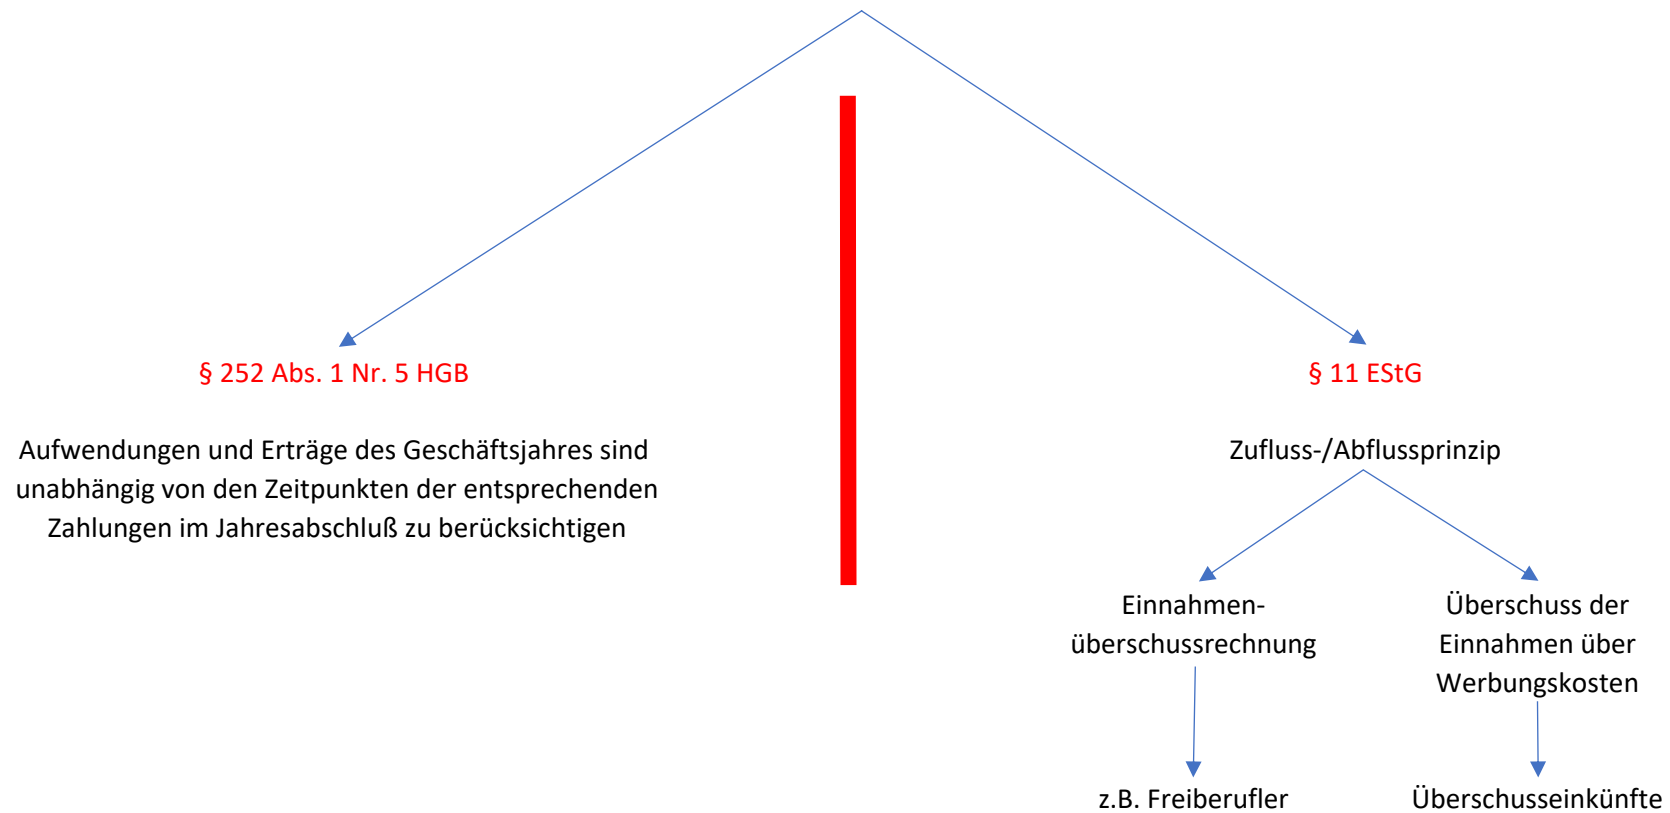 § 252 Abs. 1 Nr. 5 HGB
Aufwendungen und Erträge des Geschäftsjahres sind
unabhängig von den Zeitpunkten der entsprechenden
Zahlungen im Jahresabschluß zu berücksichtigen
§ 11 EStG
Zufluss-/Abflussprinzip
Einnahmen-
überschussrechnung
z.B. Freiberufler
Überschuss der
Einnahmen über
Werbungskosten
Überschusseinkünfte